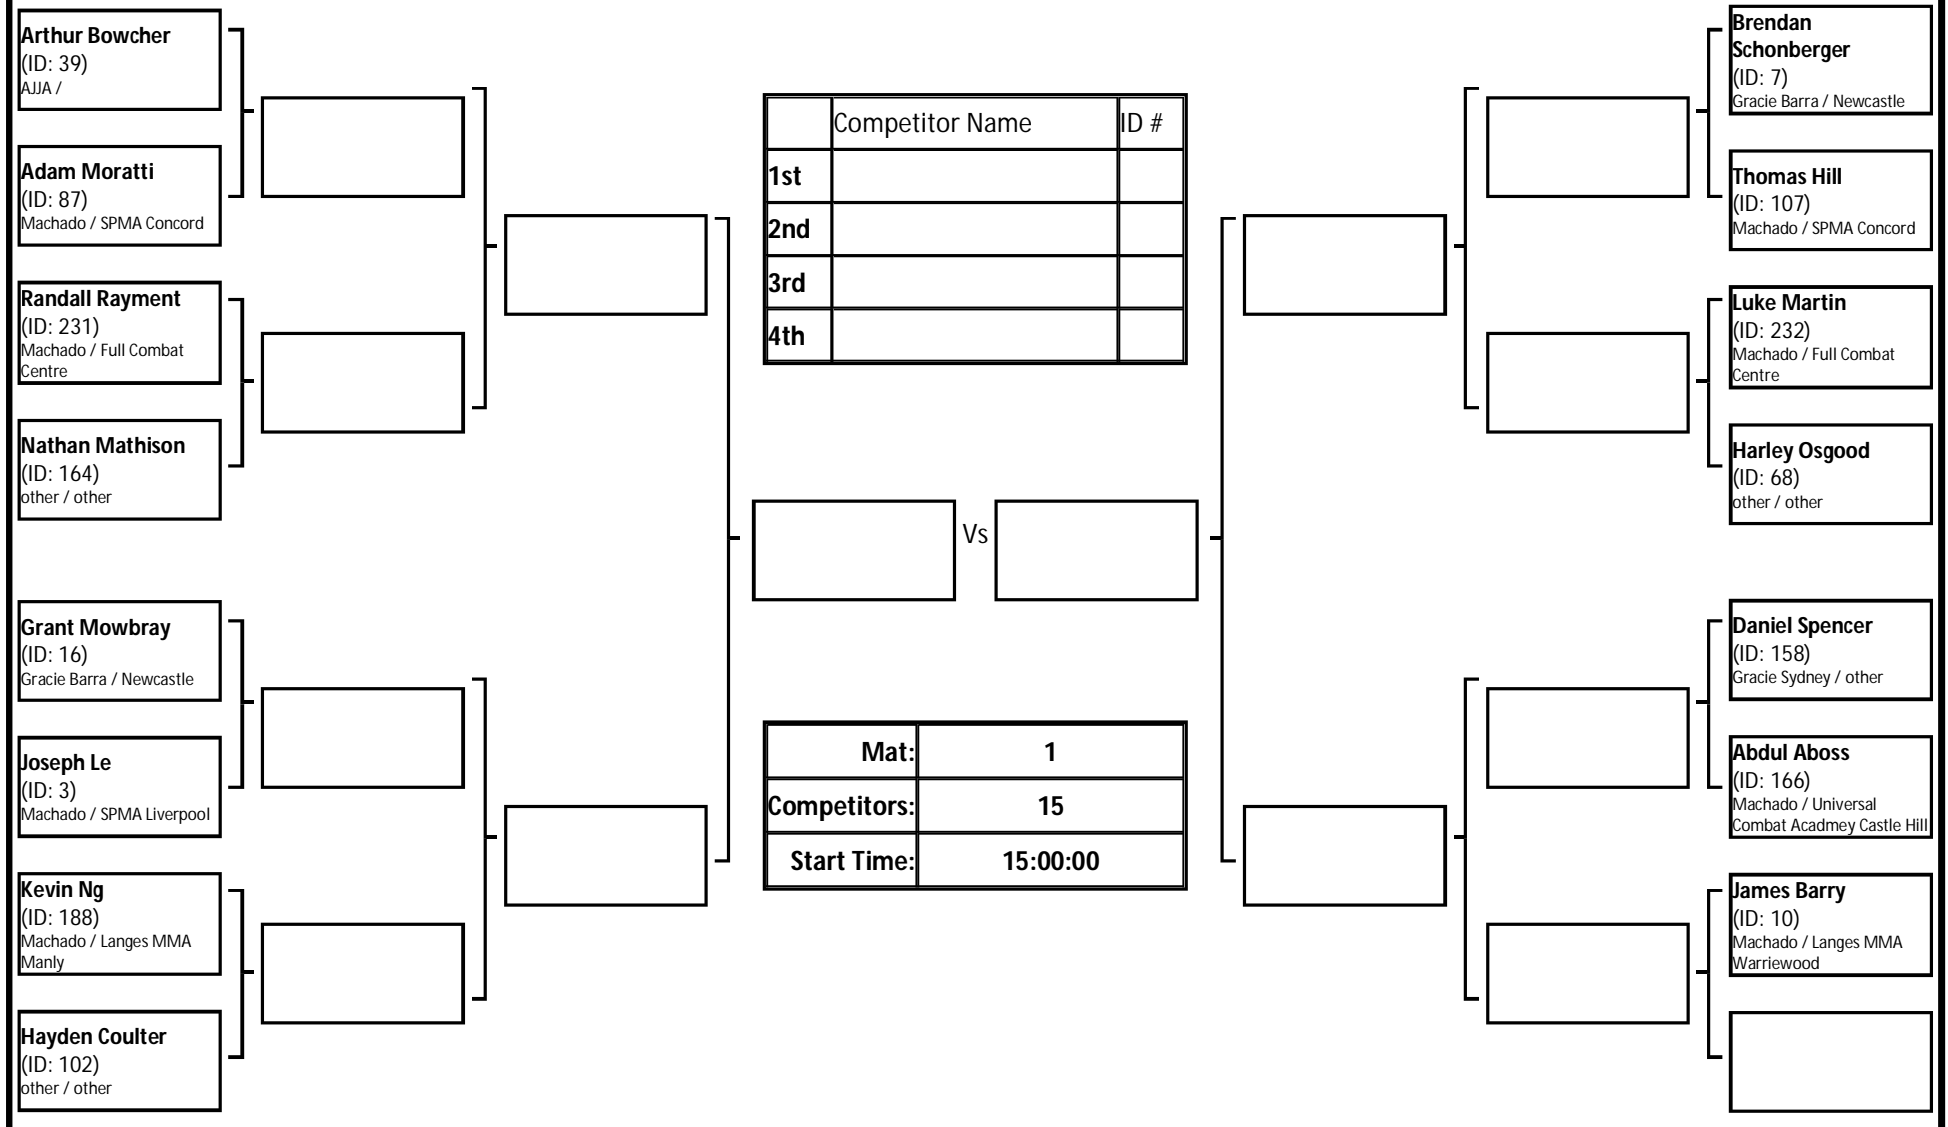 Arthur Bowcher
(ID: 39)
AJJA /
Adam Moratti
(ID: 87)
Machado / SPMA Concord
Randall Rayment
(ID: 231)
Machado / Full Combat
Centre
Nathan Mathison
(ID: 164)
other / other
Grant Mowbray
(ID: 16)
Gracie Barra / Newcastle
Joseph Le
(ID: 3)
Machado / SPMA Liverpool
Kevin Ng
(ID: 188)
Machado / Langes MMA
Manly
Hayden Coulter
(ID: 102)
other / other
Competitor Name ID #
1st
2nd
3rd
4th
Vs
Mat: 1
Competitors: 15
Start Time: 15:00:00
Brendan
Schonberger
(ID: 7)
Gracie Barra / Newcastle
Thomas Hill
(ID: 107)
Machado / SPMA Concord
Luke Martin
(ID: 232)
Machado / Full Combat
Centre
Harley Osgood
(ID: 68)
other / other
Daniel Spencer
(ID: 158)
Gracie Sydney / other
Abdul Aboss
(ID: 166)
Machado / Universal
Combat Acadmey Castle Hill
James Barry
(ID: 10)
Machado / Langes MMA
Warriewood